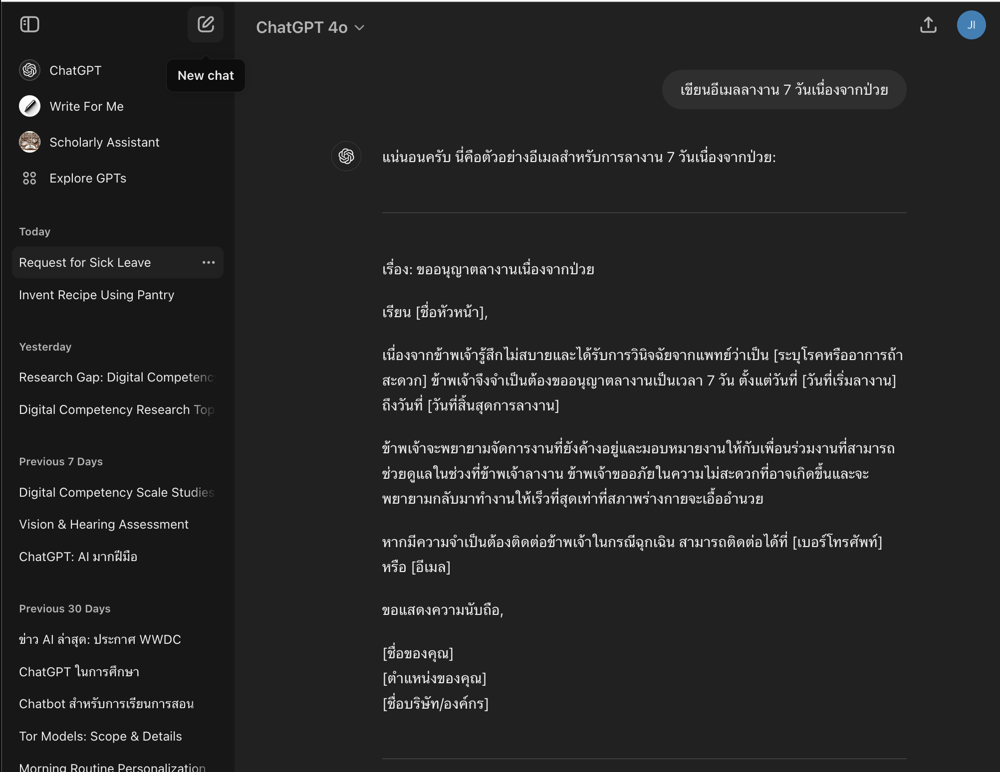 ChatGPT 4o
JI
ChatGPT
New chat
Write For Me
Scholarly Assistant
Explore GPTs
Today
Request for Sick Leave
Invent Recipe Using Pantry
Yesterday
Research Gap: Digital Competency
Digital Competency Research Top
Previous 7 Days
Digital Competency Scale Studies
Vision & Hearing Assessment
ChatGPT: AI มากฝีมือ
Previous 30 Days
ข่าว AI ล่าสุด: ประกาศ WWDC
ChatGPT ในการศึกษา
Chatbot สำหรับการเรียนการสอน
Tor Models: Scope & Details
Morning Routine Personalization
เขียนอีเมลลางาน 7 วันเนื่องจากป่วย
แน่นอนครับ นี่คือตัวอย่างอีเมลสำหรับการลางาน 7 วันเนื่องจากป่วย:
เรื่อง: ขออนุญาตลางานเนื่องจากป่วย
เรียน [ชื่อหัวหน้า],
เนื่องจากข้าพเจ้ารู้สึกไม่สบายและได้รับการวินิจฉัยจากแพทย์ว่าเป็น [ระบุโรคหรืออาการถ้า
สะดวก] ข้าพเจ้าจึงจำเป็นต้องขออนุญาตลางานเป็นเวลา 7 วัน ตั้งแต่วันที่ [วันที่เริ่มลางาน]
ถึงวันที่ [วันที่สิ้นสุดการลางาน]
ข้าพเจ้าจะพยายามจัดการงานที่ยังค้างอยู่และมอบหมายงานให้กับเพื่อนร่วมงานที่สามารถ
ช่วยดูแลในช่วงที่ข้าพเจ้าลางาน ข้าพเจ้าขออภัยในความไม่สะดวกที่อาจเกิดขึ้นและจะ
พยายามกลับมาทำงานให้เร็วที่สุดเท่าที่สภาพร่างกายจะเอื้ออำนวย
หากมีความจำเป็นต้องติดต่อข้าพเจ้าในกรณีฉุกเฉิน สามารถติดต่อได้ที่ [เบอร์โทรศัพท์]
หรือ [อีเมล]
ขอแสดงความนับถือ,
[ชื่อของคุณ]
[ตำแหน่งของคุณ]
[ชื่อบริษัท/องค์กร]